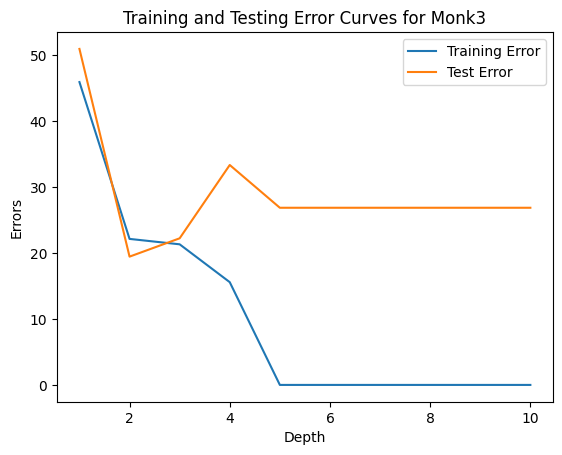 Training and Testing Error Curves for Monk3
Training Error
Test Error
50
40
30
20
10
0
Errors
2
4
6
8
10
Depth